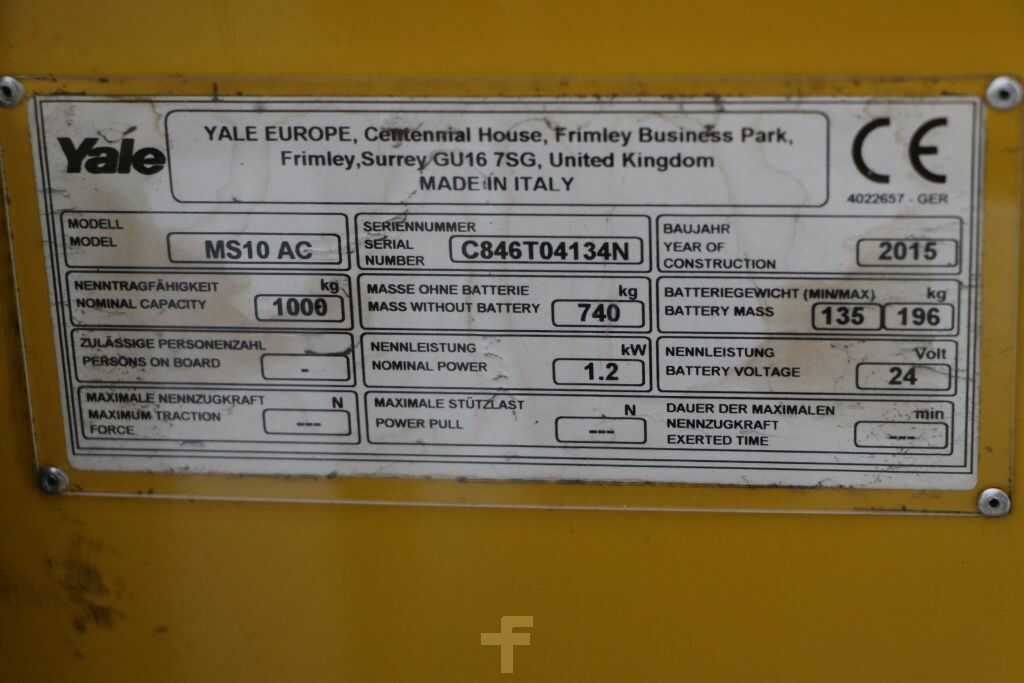 Yale
YALE EUROPE, Centennial House, Frimley Business Park,
Frimley,Surrey GU16 7SG, United Kingdom
MADE IN ITALY
CE
4022657 - GER
MODELL
MODEL
MS10 AC
SERIENNUMMER
SERIAL
NUMBER
C846T04134N
BAUJAHR
YEAR OF
CONSTRUCTION
2015
NENNTRAGFÄHIGKEIT kg
NOMINAL CAPACITY 1000
MASSE OHNE BATTERIE kg
MASS WITHOUT BATTERY 740
BATTERIEGEWICHT (MIN/MAX) kg
BATTERY MASS 135 196
ZULÄSSIGE PERSONENZAHL
PERSONS ON BOARD -
NENNLEISTUNG kW
NOMINAL POWER 1.2
NENNLEISTUNG Volt
BATTERY VOLTAGE 24
MAXIMALE NENNZUGKRAFT N
MAXIMUM TRACTION
FORCE ---
MAXIMALE STÜTZLAST N
POWER PULL ---
DAUER DER MAXIMALEN min
NENNZUGKRAFT
EXERTED TIME ---